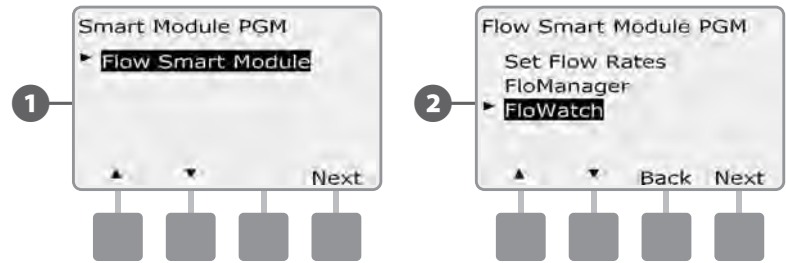 1
Smart Module PGM
► Flow Smart Module
▲ ▼ Next
2
Flow Smart Module PGM
Set Flow Rates
FloManager
► FloWatch
▲ ▼ Back Next